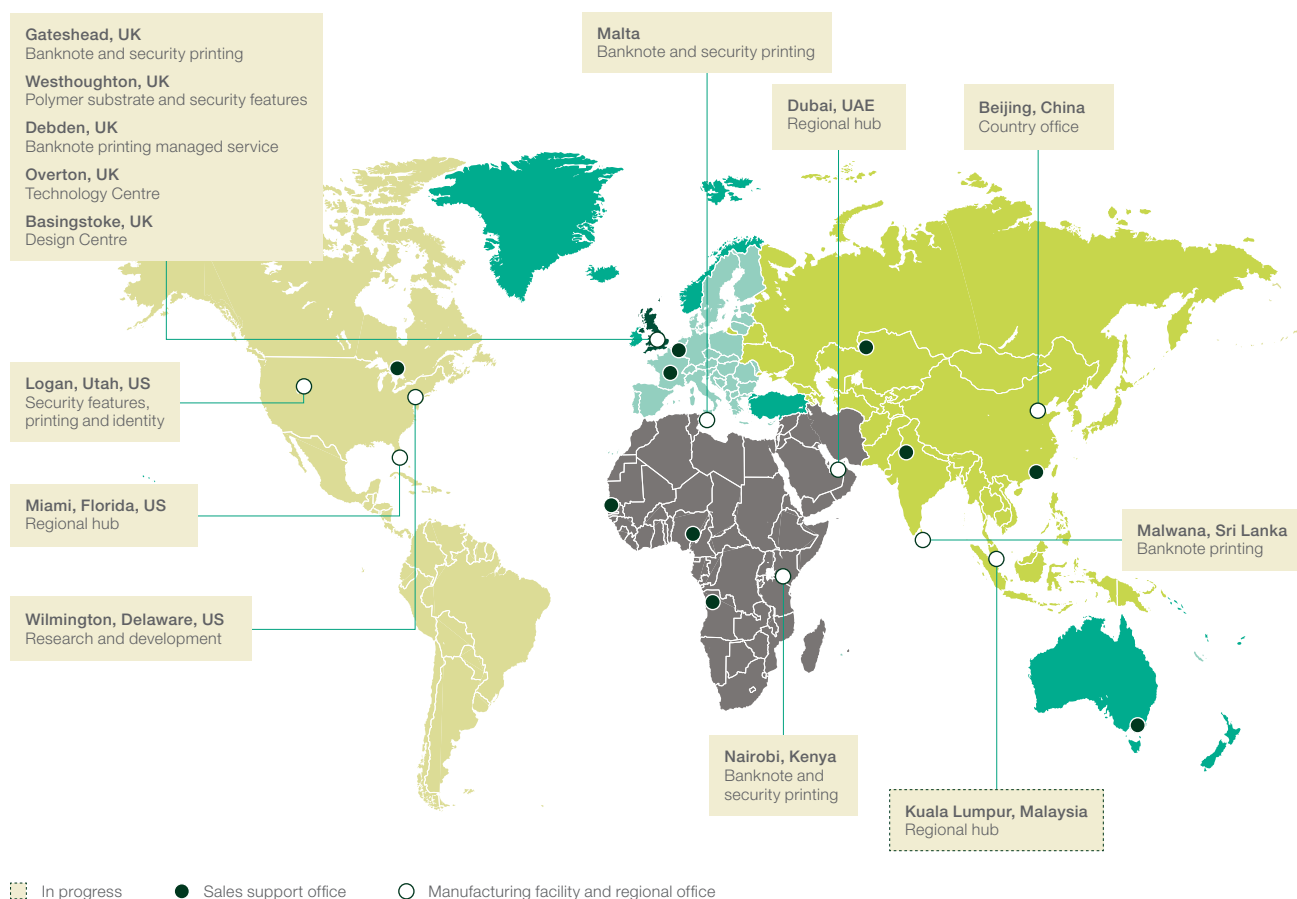 Gateshead, UK
Banknote and security printing
Westhoughton, UK
Polymer substrate and security features
Debden, UK
Banknote printing managed service
Overton, UK
Technology Centre
Basingstoke, UK
Design Centre
Malta
Banknote and security printing
Dubai, UAE
Regional hub
Beijing, China
Country office
Logan, Utah, US
Security features,
printing and identity
Miami, Florida, US
Regional hub
Wilmington, Delaware, US
Research and development
Malwana, Sri Lanka
Banknote printing
Nairobi, Kenya
Banknote and
security printing
Kuala Lumpur, Malaysia
Regional hub
In progress
Sales support office
Manufacturing facility and regional office